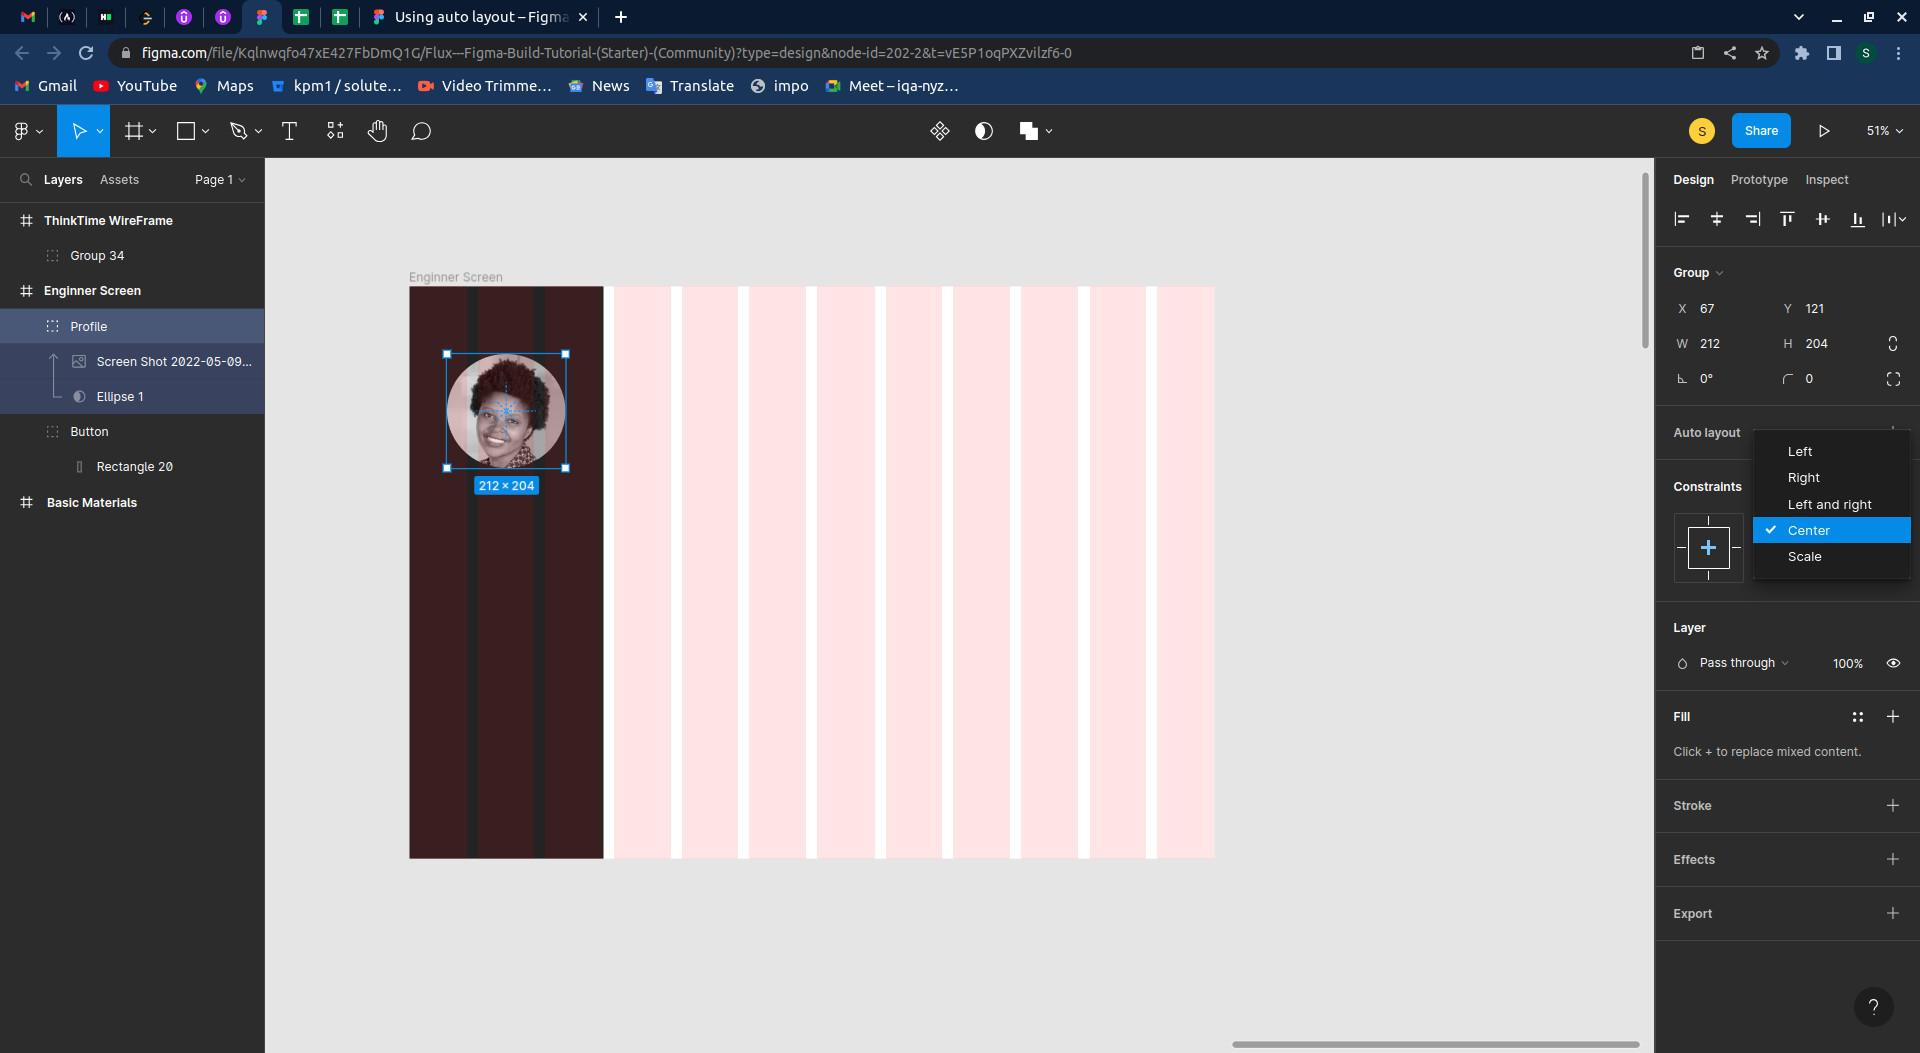 Using auto layout – Figma
figma.com/file/Kqlnwqfo47xE427FbDmQ1G/Flux---Figma-Build-Tutorial-(Starter)-(Community)?type=design&node-id=202-2&t=vE5P1oqPXZvilzf6-0
S
Gmail
YouTube
Maps
kpm1 / solute...
Video Trimme...
News
Translate
impo
Meet – iqa-nyz...
S
Share
51%
Layers
Assets
Page 1
Design
Prototype
Inspect
ThinkTime WireFrame
Group 34
Enginner Screen
Profile
Screen Shot 2022-05-09...
Ellipse 1
Button
Rectangle 20
Basic Materials
Enginner Screen
212 × 204
Group
X 67
Y 121
W 212
H 204
0°
0
Auto layout
Constraints
Left
Right
Left and right
Center
Scale
Layer
Pass through
100%
Fill
Click + to replace mixed content.
Stroke
Effects
Export
?